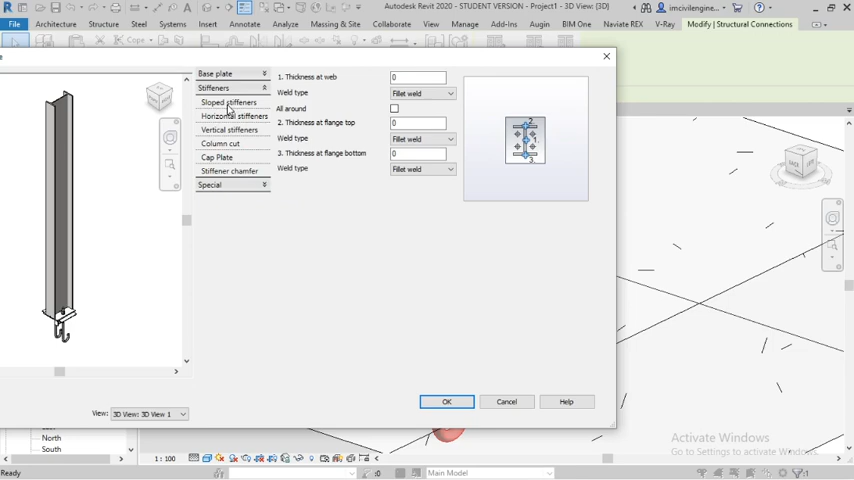 Autodesk Revit 2020 - STUDENT VERSION - Project1 - 3D View: {3D}
imcivilengine...
File Architecture Structure Steel Systems Insert Annotate Analyze Massing & Site Collaborate View Manage Add-Ins Augin BIM One Naviate REX V-Ray Modify | Structural Connections
Cope
Base plate
Stiffeners
Sloped stiffeners
Horizontal stiffeners
Vertical stiffeners
Column cut
Cap Plate
Stiffener chamfer
Special
1. Thickness at web 0
Weld type Fillet weld
All around
2. Thickness at flange top 0
Weld type Fillet weld
3. Thickness at flange bottom 0
Weld type Fillet weld
2.
1.
3.
View: 3D View: 3D View 1
OK Cancel Help
North
South
1 : 100
Activate Windows
Go to Settings to activate Windows.
Ready
:0
Main Model
:1